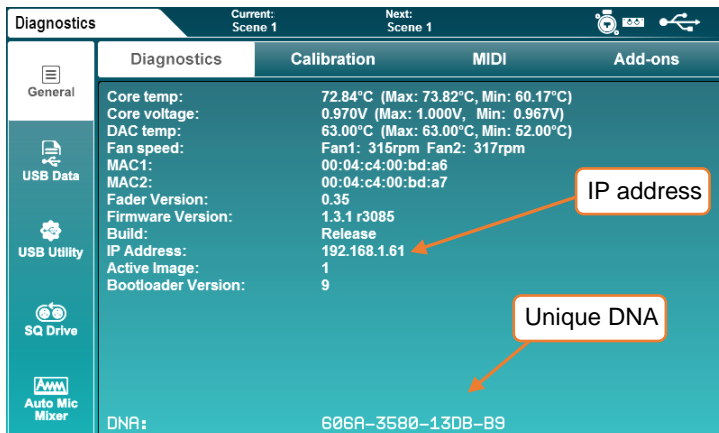 Diagnostics
Current:
Scene 1
Next:
Scene 1
General
USB Data
USB Utility
SQ Drive
Auto Mic
Mixer
Diagnostics Calibration MIDI Add-ons
Core temp: 72.84°C (Max: 73.82°C, Min: 60.17°C)
Core voltage: 0.970V (Max: 1.000V, Min: 0.967V)
DAC temp: 63.00°C (Max: 63.00°C, Min: 52.00°C)
Fan speed: Fan1: 315rpm Fan2: 317rpm
MAC1: 00:04:c4:00:bd:a6
MAC2: 00:04:c4:00:bd:a7
Fader Version: 0.35
Firmware Version: 1.3.1 r3085
Build: Release
IP Address: 192.168.1.61
Active Image: 1
Bootloader Version: 9
IP address
Unique DNA
DNA: 606A-3580-13DB-B9